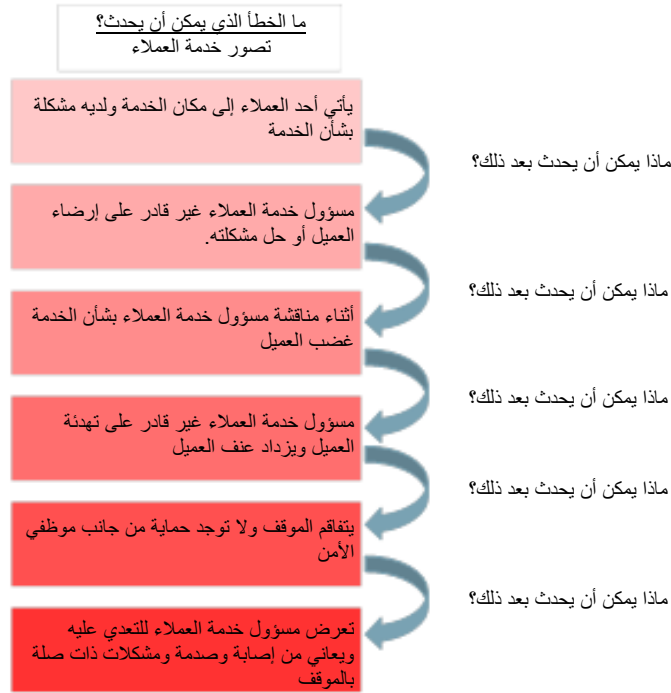 ما الخطأ الذي يمكن أن يحدث؟
تصور خدمة العملاء
يأتي أحد العملاء إلى مكان الخدمة ولديه مشكلة
بشأن الخدمة
ماذا يمكن أن يحدث بعد ذلك؟
مسؤول خدمة العملاء غير قادر على إرضاء
العميل أو حل مشكلته.
ماذا يمكن أن يحدث بعد ذلك؟
أثناء مناقشة مسؤول خدمة العملاء بشأن الخدمة
غضب العميل
ماذا يمكن أن يحدث بعد ذلك؟
مسؤول خدمة العملاء غير قادر على تهدئة
العميل ويزداد عنف العميل
ماذا يمكن أن يحدث بعد ذلك؟
يتفاقم الموقف ولا توجد حماية من جانب موظفي
الأمن
ماذا يمكن أن يحدث بعد ذلك؟
تعرض مسؤول خدمة العملاء للتعدي عليه
ويعاني من إصابة وصدمة ومشكلات ذات صلة
بالموقف